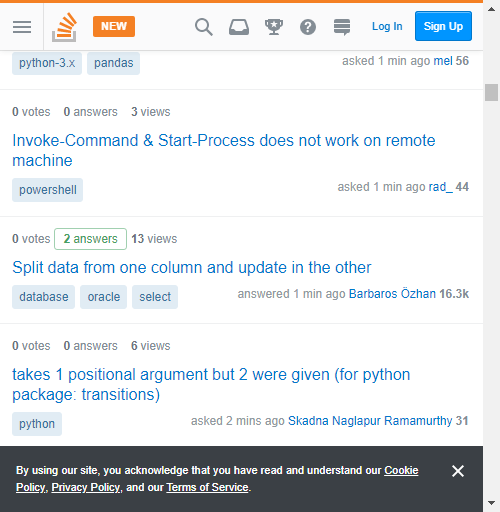 NEW
Log In
Sign Up
python-3.x pandas
asked 1 min ago mel 56
0 votes 0 answers 3 views
Invoke-Command & Start-Process does not work on remote
machine
powershell
asked 1 min ago rad_ 44
0 votes 2 answers 13 views
Split data from one column and update in the other
database oracle select
answered 1 min ago Barbaros Özhan 16.3k
0 votes 0 answers 6 views
takes 1 positional argument but 2 were given (for python
package: transitions)
python
asked 2 mins ago Skadna Naglapur Ramamurthy 31
By using our site, you acknowledge that you have read and understand our Cookie
Policy, Privacy Policy, and our Terms of Service.